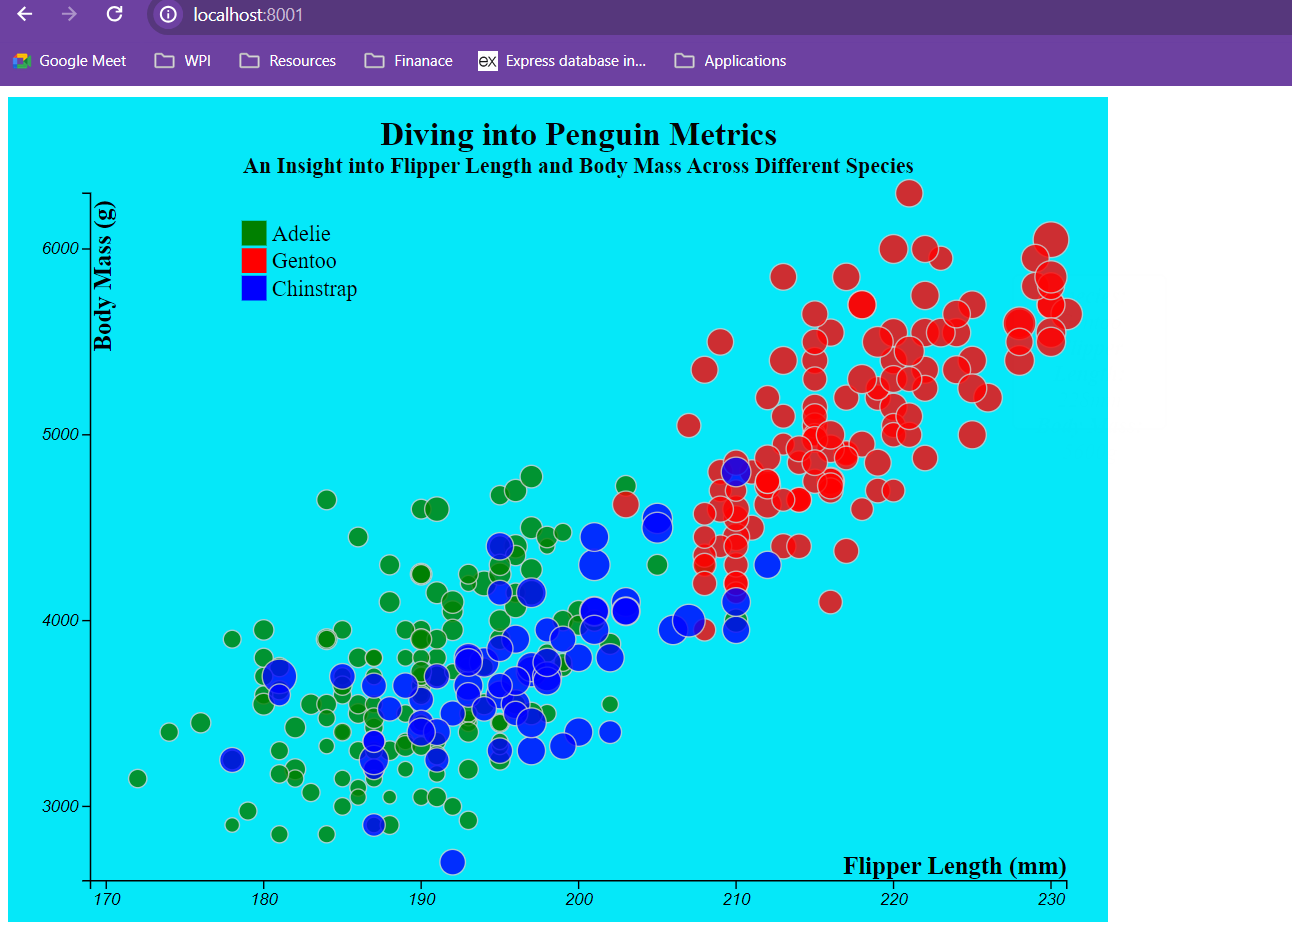 localhost:8001
Google Meet WPI Resources Finanace ex Express database in... Applications
Diving into Penguin Metrics
An Insight into Flipper Length and Body Mass Across Different Species
Body Mass (g)
Adelie
Gentoo
Chinstrap
6000
5000
4000
3000
Flipper Length (mm)
170 180 190 200 210 220 230